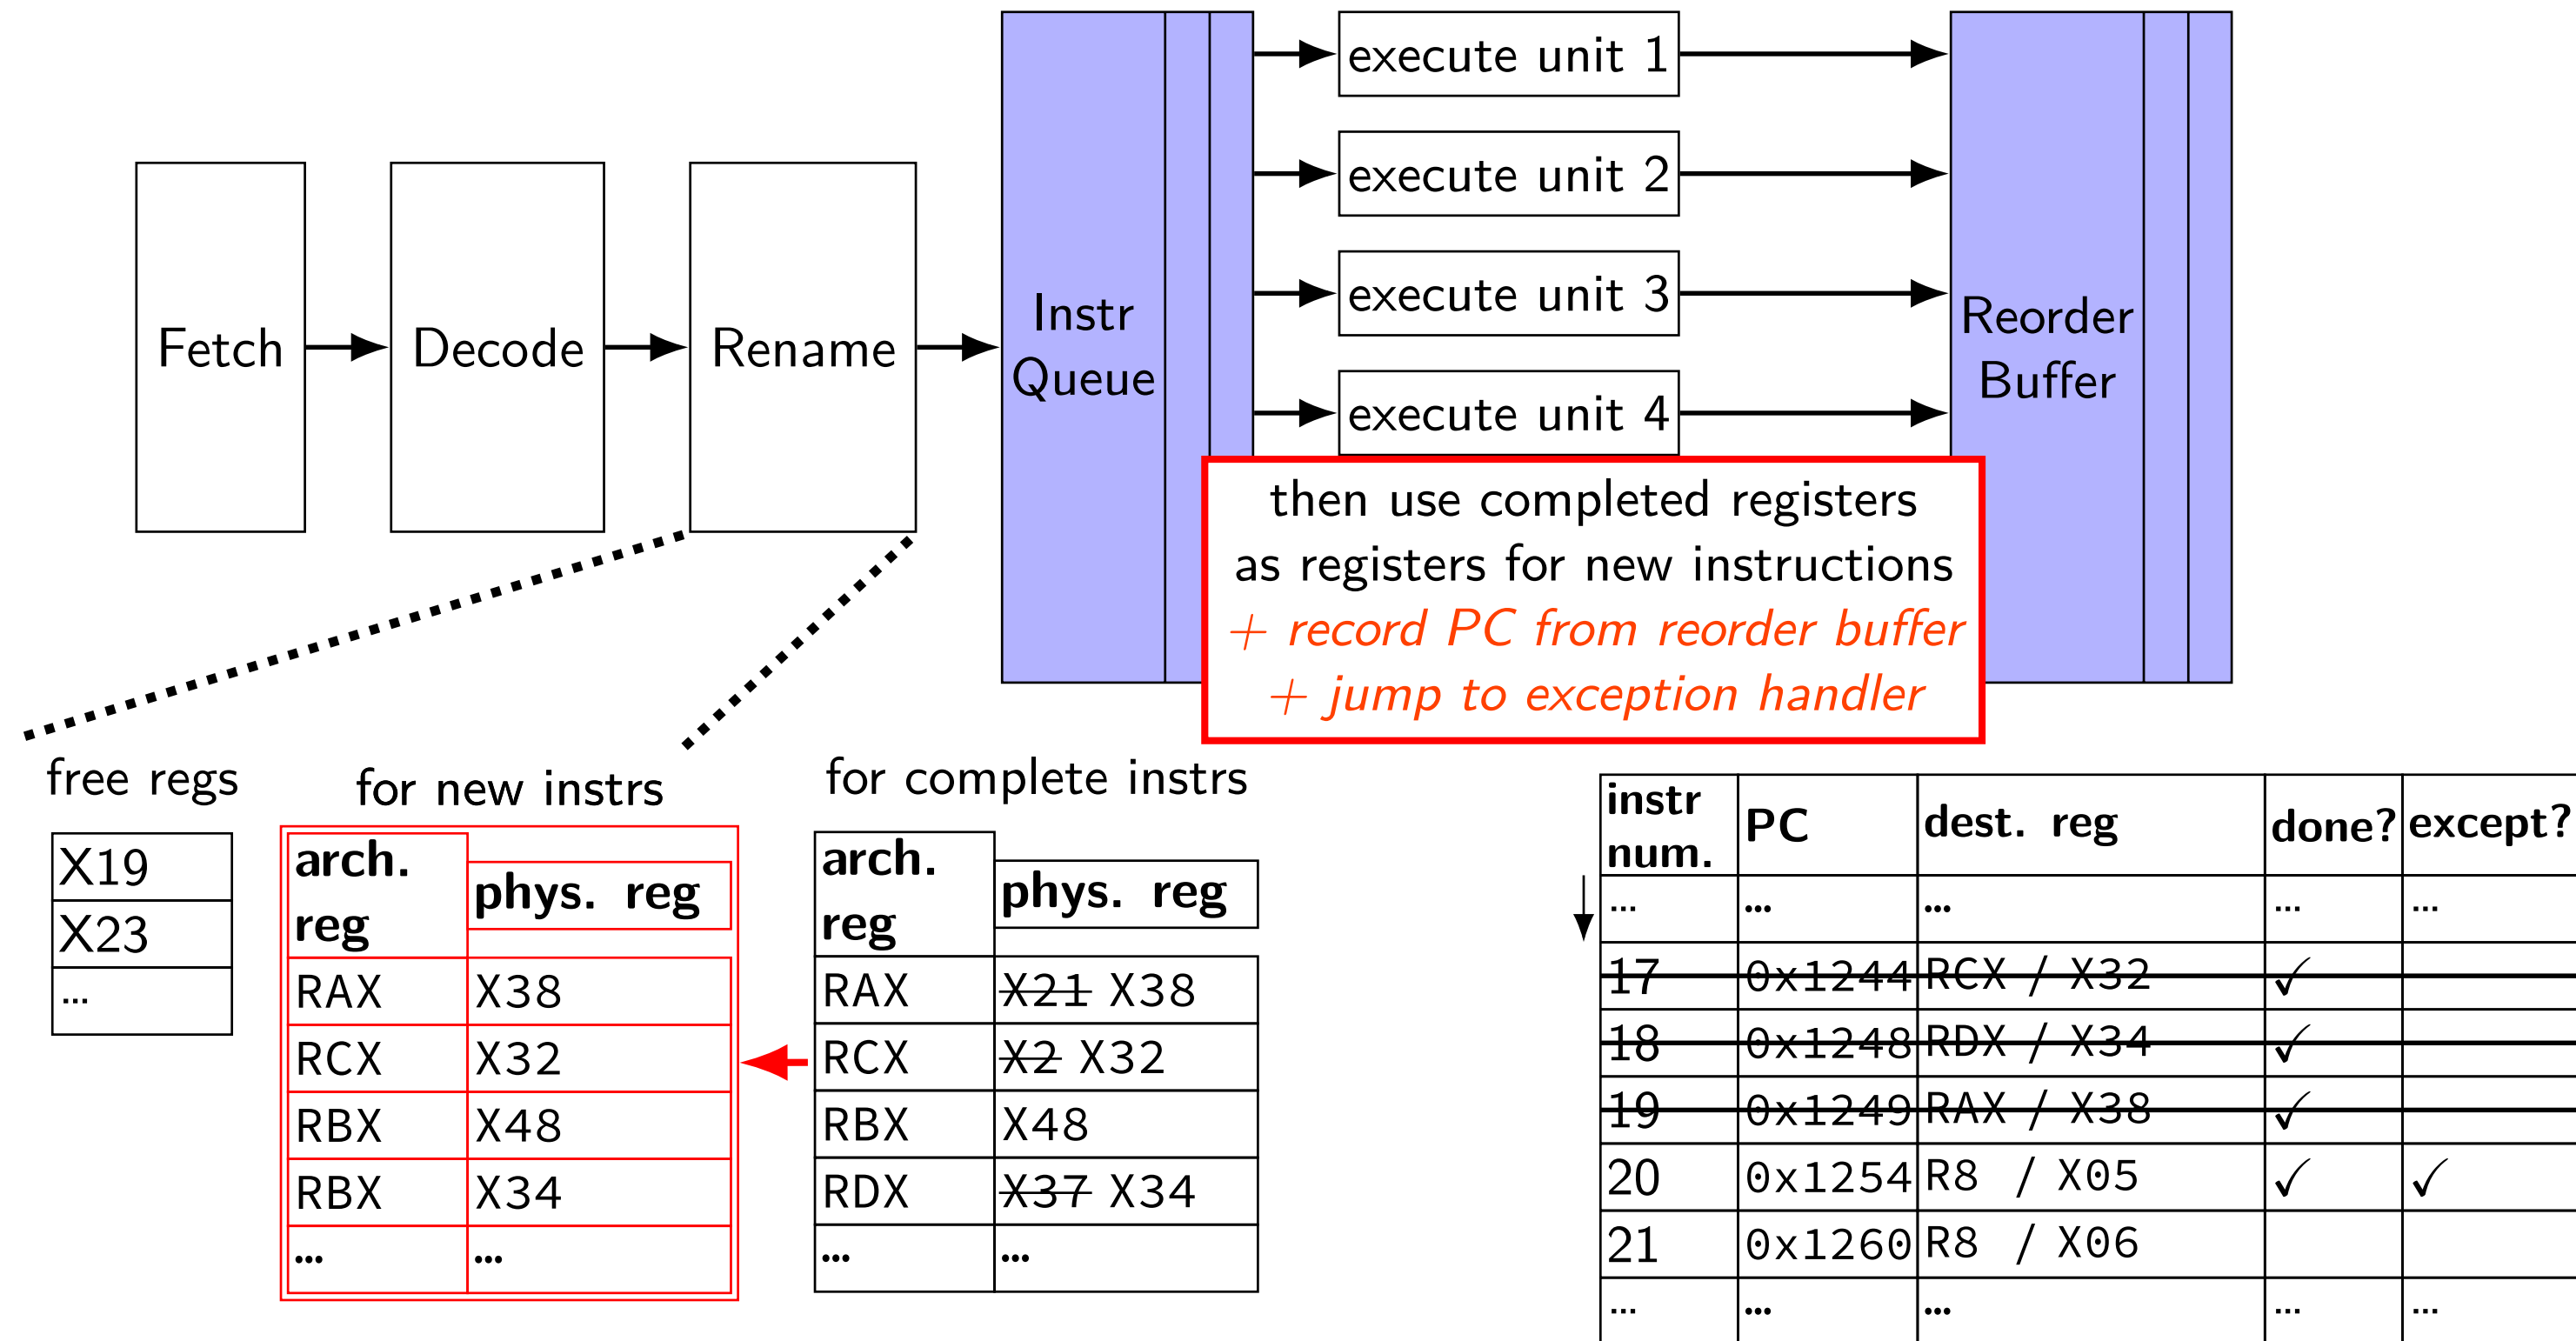 Fetch
Decode
Rename
Instr
Queue
execute unit 1
execute unit 2
execute unit 3
execute unit 4
Reorder
Buffer
then use completed registers
as registers for new instructions
+ record PC from reorder buffer
+ jump to exception handler
free regs
X19
X23
...
for new instrs
arch.
reg
phys. reg
RAX X38
RCX X32
RBX X48
RBX X34
... ...
for complete instrs
arch.
reg
phys. reg
RAX X21 X38
RCX X2 X32
RBX X48
RDX X37 X34
... ...
instr
num.
PC dest. reg done? except?
... ... ... ... ...
17 0x1244 RCX / X32 ✓
18 0x1248 RDX / X34 ✓
19 0x1249 RAX / X38 ✓
20 0x1254 R8 / X05 ✓ ✓
21 0x1260 R8 / X06
... ... ... ... ...